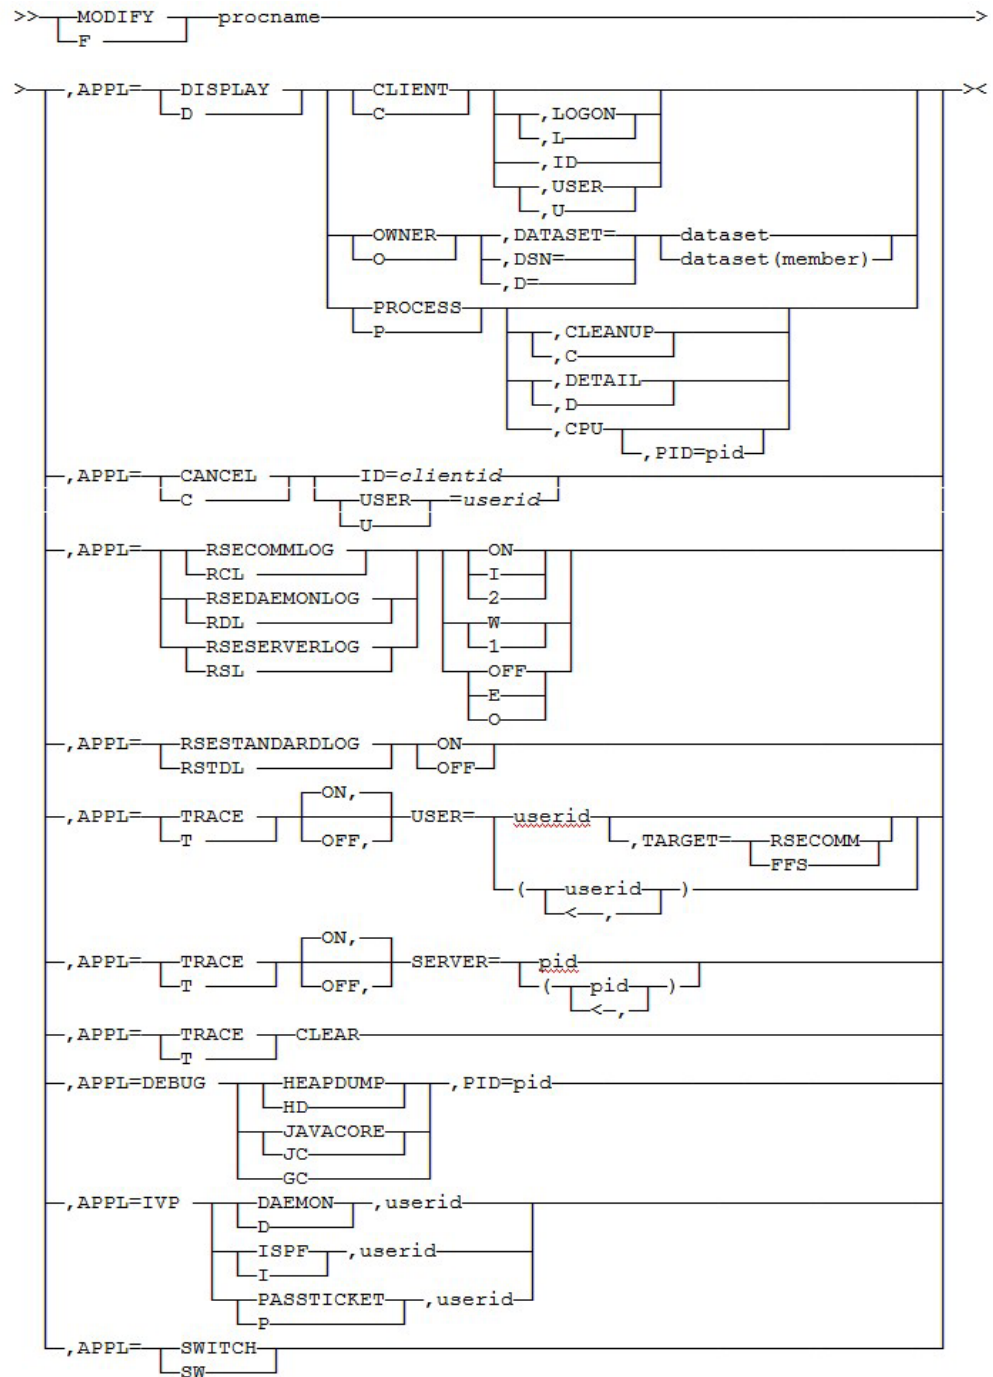 >> MODIFY procname >
F
> ,APPL= DISPLAY CLIENT ><
D C ,LOGON
,L
,ID
,USER
,U
OWNER ,DATASET= dataset
O ,DSN= dataset(member)
,D=
PROCESS
P ,CLEANUP
,C
,DETAIL
,D
,CPU
,PID=pid
,APPL= CANCEL ID=clientid
C USER =userid
U
,APPL= RSECOMMLOG ON
RCL I
RSEDAEMONLOG 2
RDL W
RSESERVERLOG 1
RSL OFF
E
O
,APPL= RSESTANDARDLOG ON
RSTDL OFF
ON,
,APPL= TRACE USER= userid
T OFF, ,TARGET= RSECOMM
FFS
( userid )
< ,
ON,
,APPL= TRACE SERVER= pid
T OFF, ( pid )
< ,
,APPL= TRACE CLEAR
T
,APPL=DEBUG HEAPDUMP ,PID=pid
HD
JAVACORE
JC
GC
,APPL=IVP DAEMON ,userid
D
ISPF ,userid
I
PASSTICKET ,userid
P
,APPL= SWITCH
SW